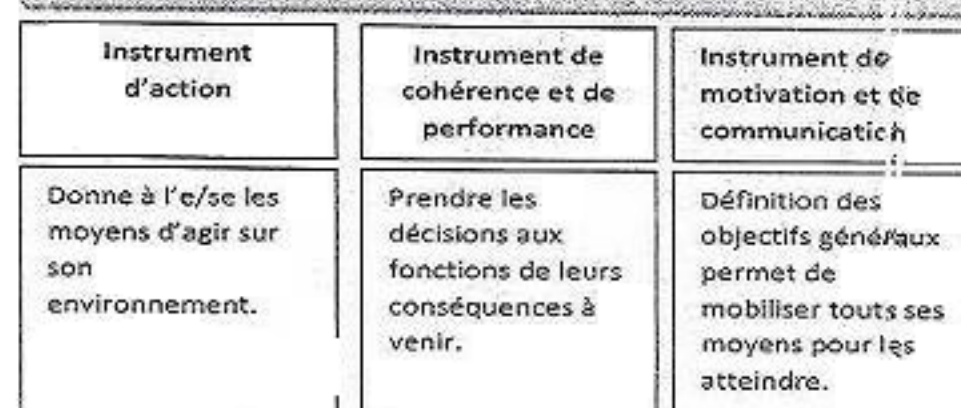 Instrument
d'action
Instrument de
cohérence et de
performance
Instrument de
motivation et de
communication
Donne à l'e/se les
moyens d'agir sur
son
environnement.
Prendre les
décisions aux
fonctions de leurs
conséquences à
venir.
Définition des
objectifs généraux
permet de
mobiliser touts ses
moyens pour les
atteindre.